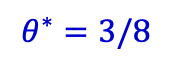 θ* = 3/8